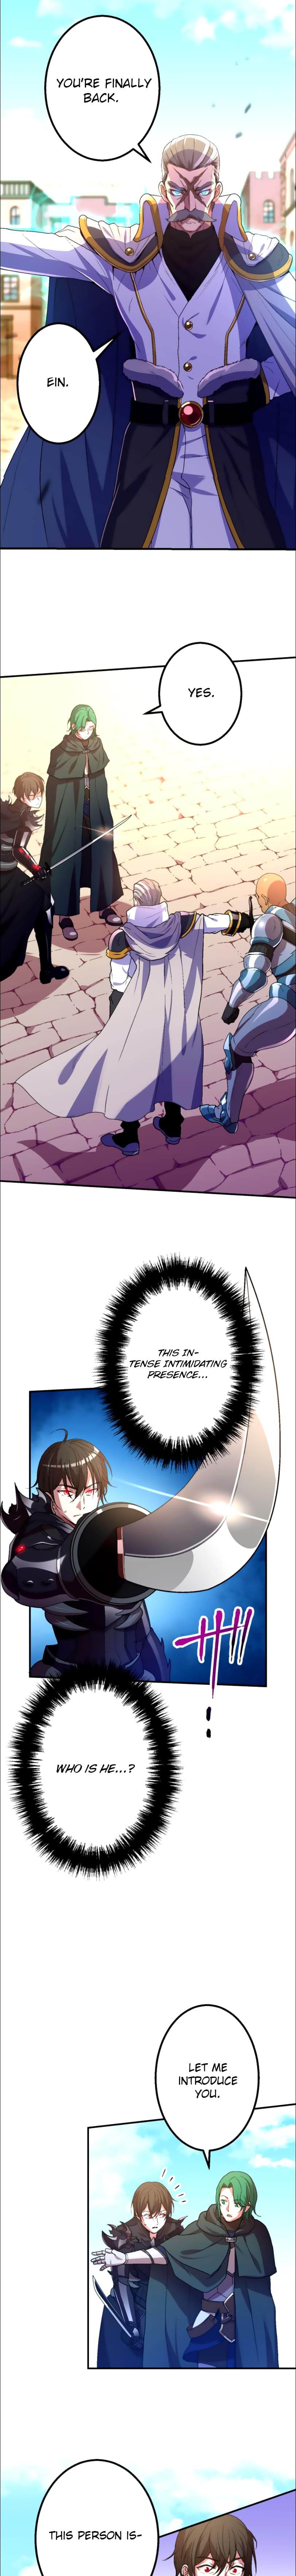 YOU'RE FINALLY
BACK.
EIN.
YES.
THIS IN-
TENSE INTIMIDATING
PRESENCE...
WHO IS HE...?
LET ME
INTRODUCE
YOU.
THIS PERSON IS-